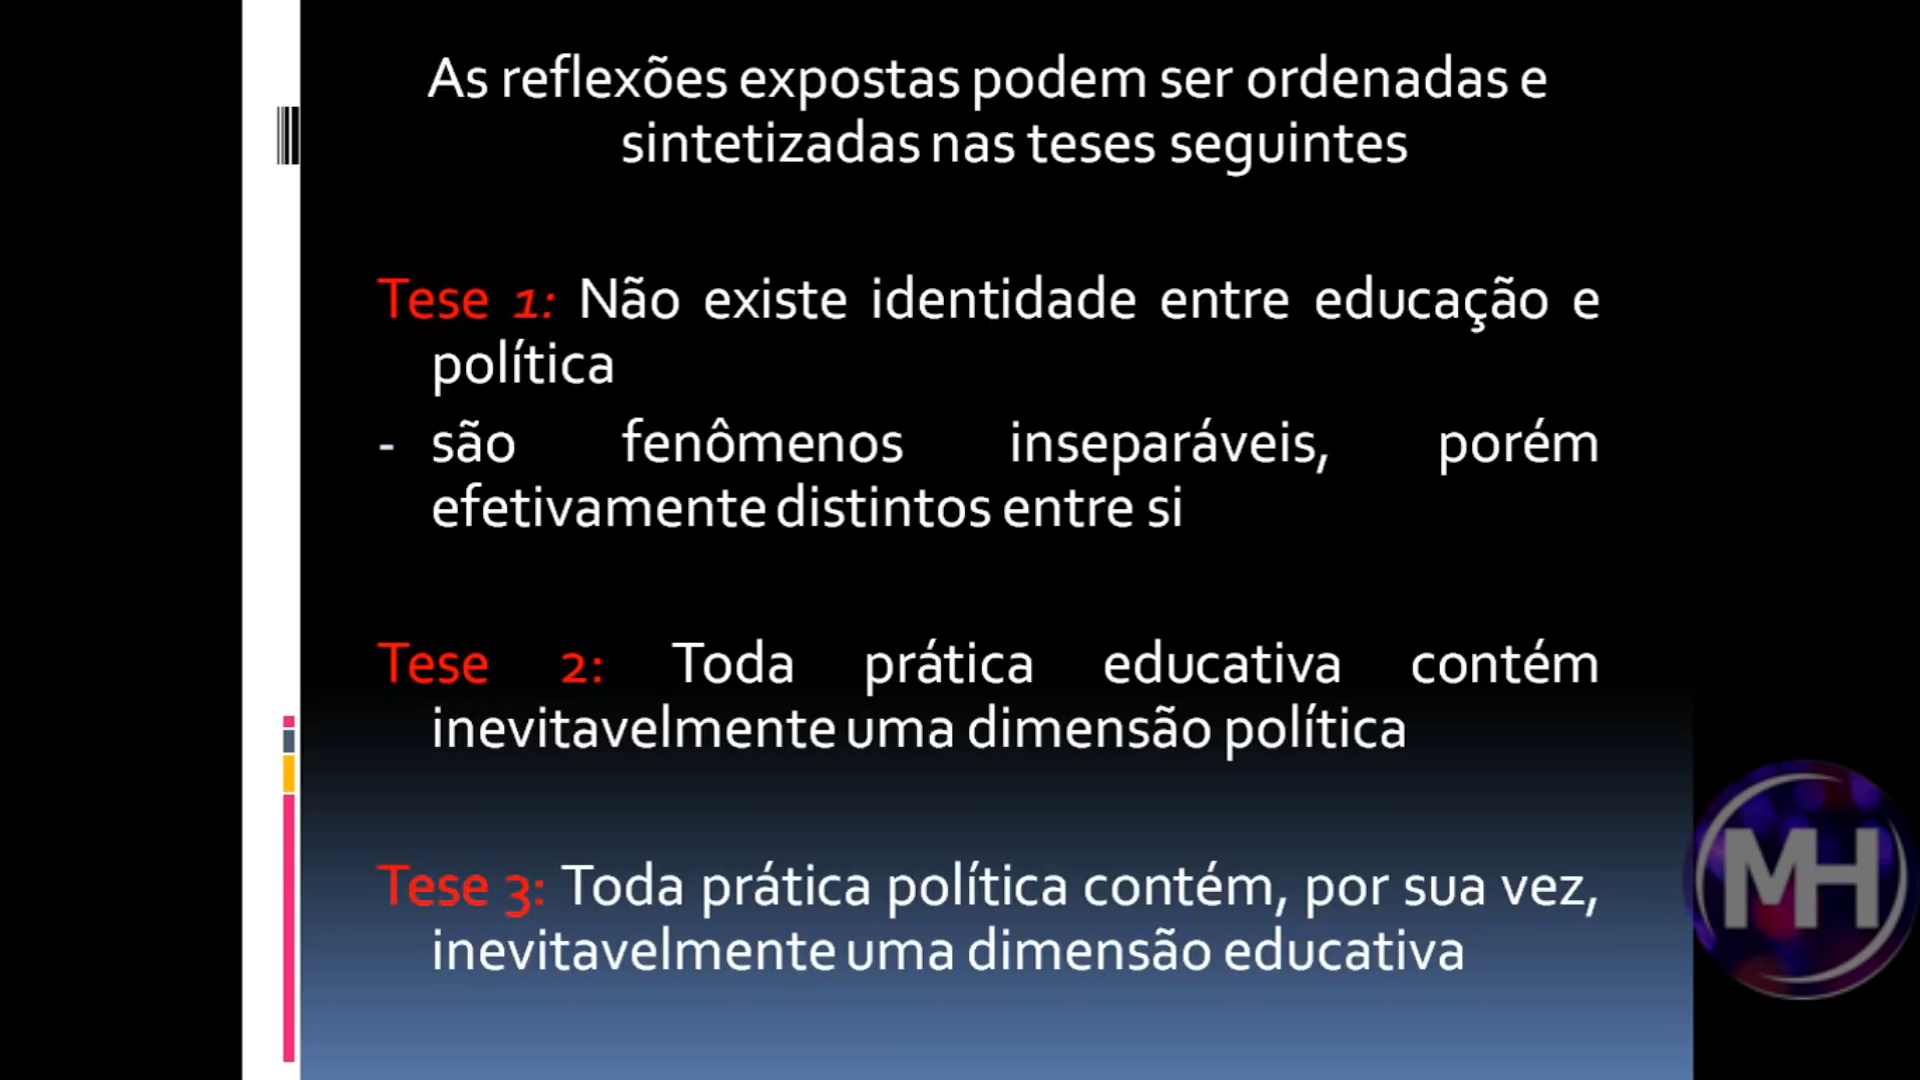 As reflexões expostas podem ser ordenadas e
sintetizadas nas teses seguintes
Tese 1: Não existe identidade entre educação e
política
- são fenômenos inseparáveis, porém
efetivamente distintos entre si
Tese 2: Toda prática educativa contém
inevitavelmente uma dimensão política
Tese 3: Toda prática política contém, por sua vez,
inevitavelmente uma dimensão educativa
MH